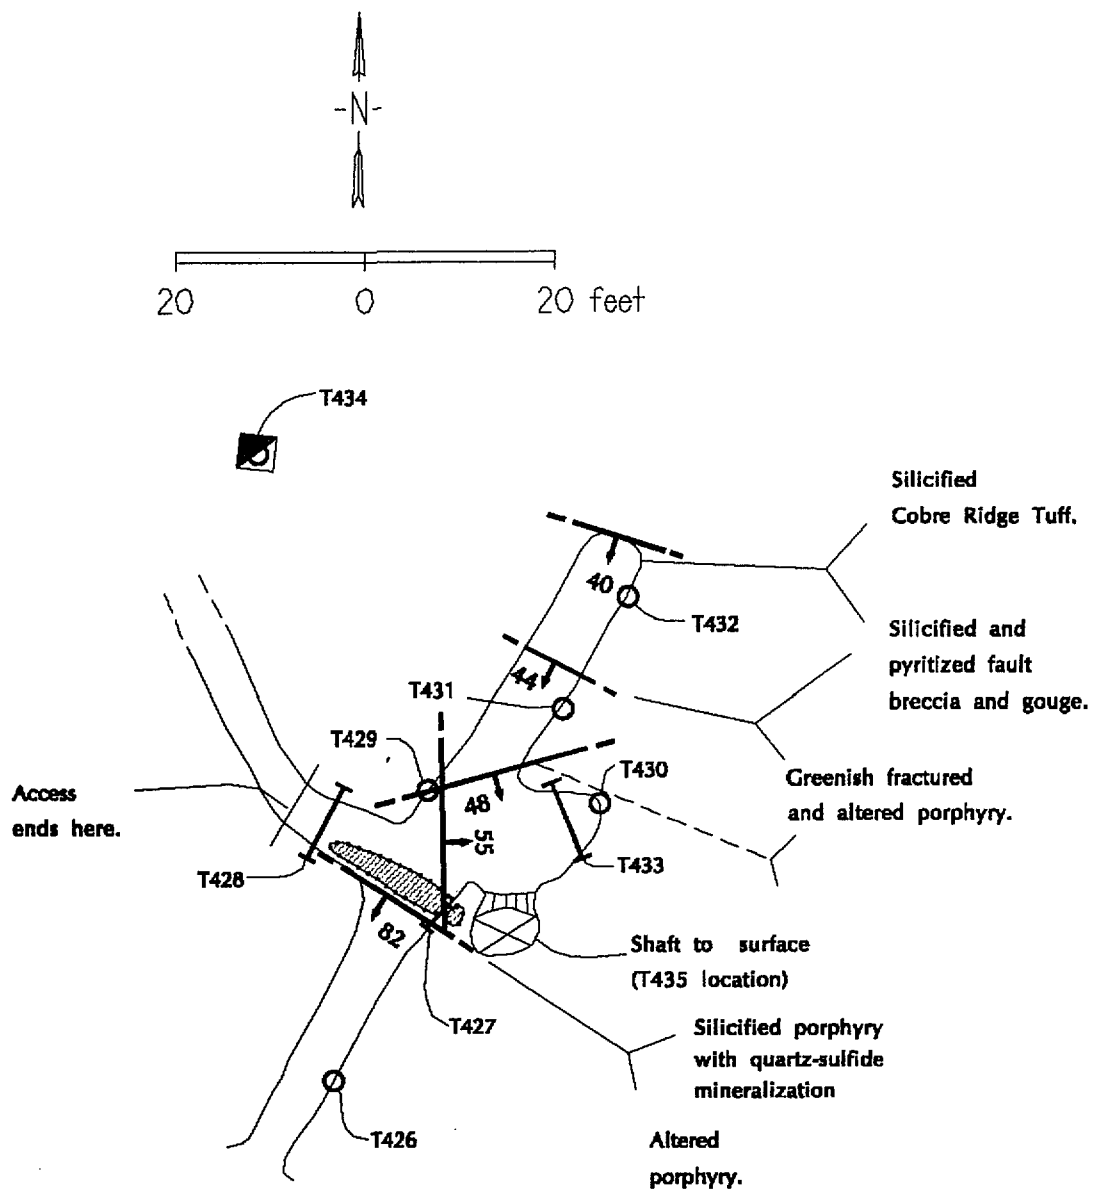 -N-
20 0 20 feet
T434
Silicified
Cobre Ridge Tuff.
40
T432
Silicified and
pyritized fault
breccia and gouge.
44
T431
T429
T430
Greenish fractured
and altered porphyry.
48
Access
ends here.
55
T433
T428
82
Shaft to surface
(T435 location)
T427
Silicified porphyry
with quartz-sulfide
mineralization
T426
Altered
porphyry.